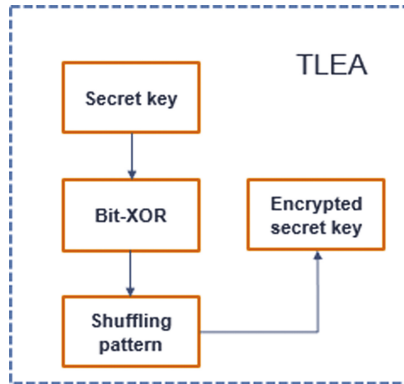 TLEA
Secret key
Bit-XOR
Encrypted
secret key
Shuffling
pattern